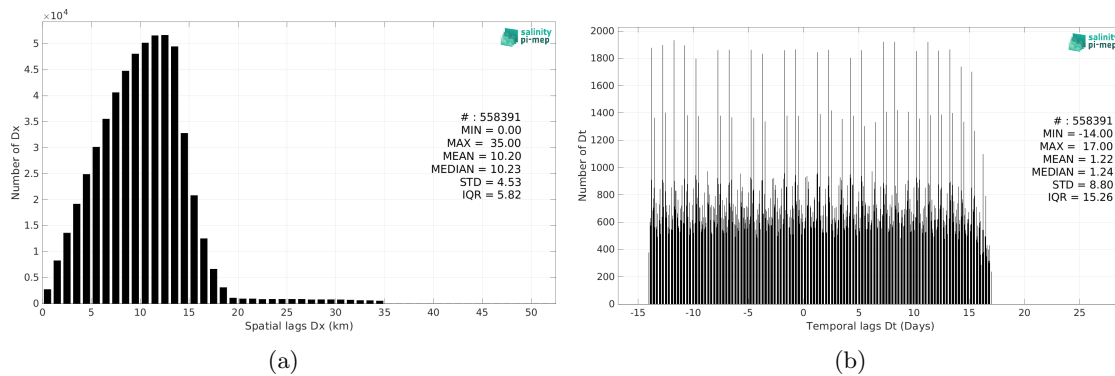 ×10⁴
5
4.5
4
3.5
3
2.5
2
1.5
1
0.5
0
Number of Dx
salinity
pi-mep
# : 558391
MIN = 0.00
MAX = 35.00
MEAN = 10.20
MEDIAN = 10.23
STD = 4.53
IQR = 5.82
0 5 10 15 20 25 30 35 40 45 50
Spatial lags Dx (km)
(a)
2000
1800
1600
1400
1200
1000
800
600
400
200
0
Number of Dt
salinity
pi-mep
# : 558391
MIN = -14.00
MAX = 17.00
MEAN = 1.22
MEDIAN = 1.24
STD = 8.80
IQR = 15.26
-15 -10 -5 0 5 10 15 20 25
Temporal lags Dt (Days)
(b)